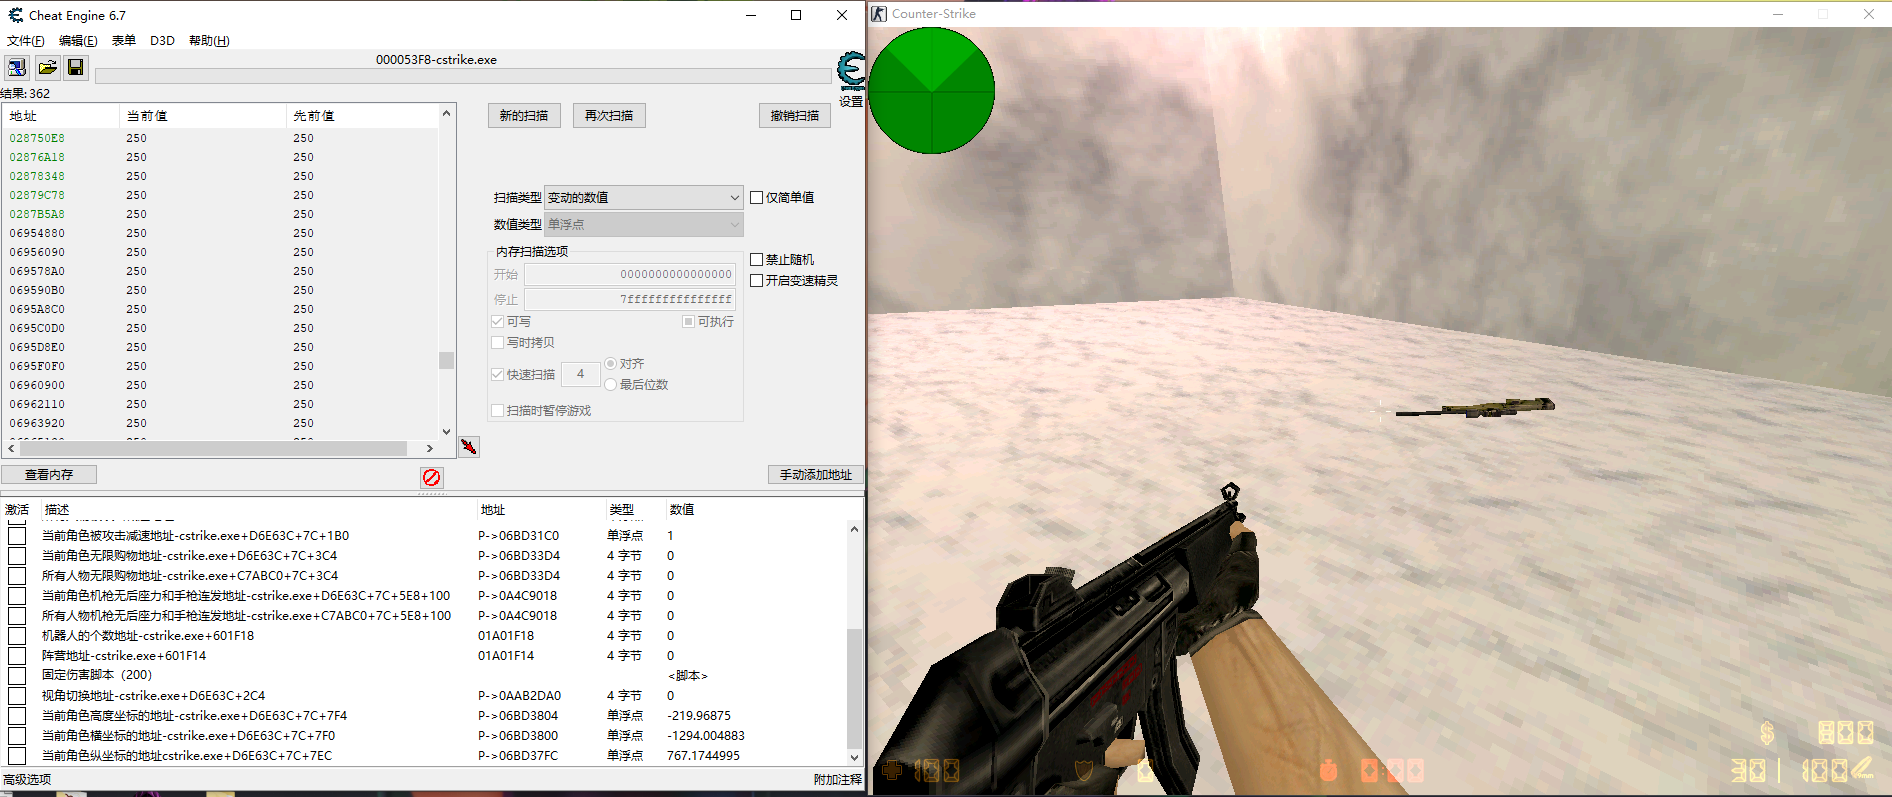 Cheat Engine 6.7
文件(F) 编辑(E) 表单 D3D 帮助(H)
000053F8-cstrike.exe
设置
结果: 362
地址 当前值 先前值
028750E8 250 250
02876A18 250 250
02878348 250 250
02879C78 250 250
0287B5A8 250 250
06954880 250 250
06956090 250 250
069578A0 250 250
069590B0 250 250
0695A8C0 250 250
0695C0D0 250 250
0695D8E0 250 250
0695F0F0 250 250
06960900 250 250
06962110 250 250
06963920 250 250
新的扫描 再次扫描 撤销扫描
扫描类型 变动的数值 仅简单值
数值类型 单浮点
内存扫描选项
开始 0000000000000000
停止 7fffffffffffffff
可写 可执行
写时拷贝
快速扫描 4 对齐
最后位数
扫描时暂停游戏
禁止随机
开启变速精灵
查看内存 手动添加地址
激活 描述 地址 类型 数值
当前角色被攻击减速地址-cstrike.exe+D6E63C+7C+1B0 P->06BD31C0 单浮点 1
当前角色无限购物地址-cstrike.exe+D6E63C+7C+3C4 P->06BD33D4 4 字节 0
所有人物无限购物地址-cstrike.exe+C7ABC0+7C+3C4 P->06BD33D4 4 字节 0
当前角色机枪无后座力和手枪连发地址-cstrike.exe+D6E63C+7C+5E8+100 P->0A4C9018 4 字节 0
所有人物机枪无后座力和手枪连发地址-cstrike.exe+C7ABC0+7C+5E8+100 P->0A4C9018 4 字节 0
机器人的个数地址-cstrike.exe+601F18 01A01F18 4 字节 0
阵营地址-cstrike.exe+601F14 01A01F14 4 字节 0
固定伤害脚本（200） <脚本>
视角切换地址-cstrike.exe+D6E63C+2C4 P->0AAB2DA0 4 字节 0
当前角色高度坐标的地址-cstrike.exe+D6E63C+7C+7F4 P->06BD3804 单浮点 -219.96875
当前角色横坐标的地址-cstrike.exe+D6E63C+7C+7F0 P->06BD3800 单浮点 -1294.004883
当前角色纵坐标的地址cstrike.exe+D6E63C+7C+7EC P->06BD37FC 单浮点 767.1744995
高级选项 附加注释
Counter-Strike
$ 800
100 0 0:00 30 | 100